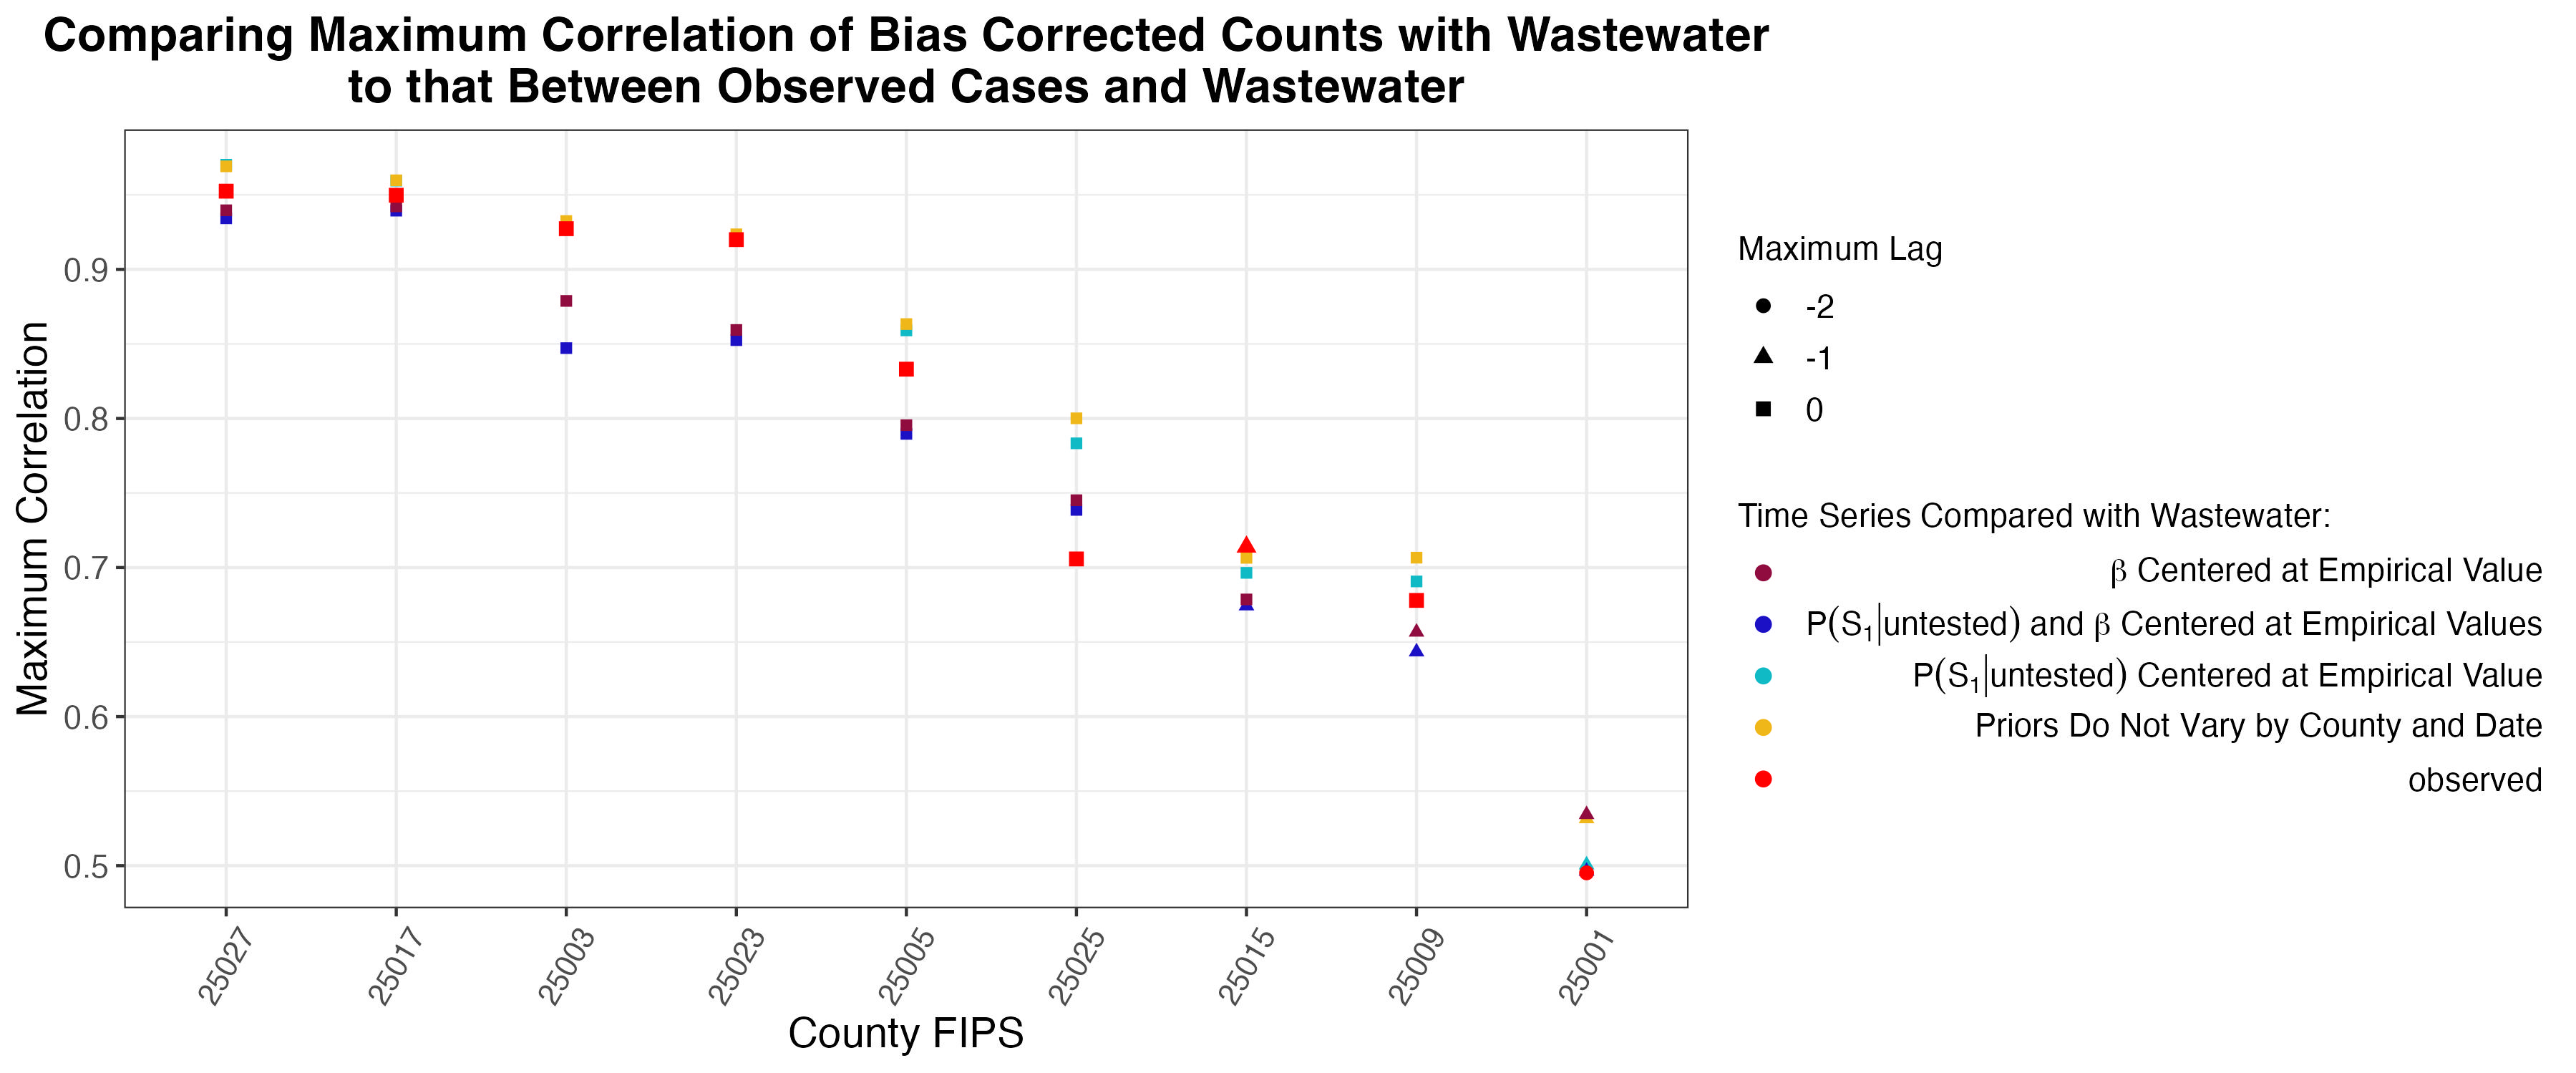 Comparing Maximum Correlation of Bias Corrected Counts with Wastewater
to that Between Observed Cases and Wastewater
Maximum Correlation
0.9
0.8
0.7
0.6
0.5
25027
25017
25003
25023
25005
25025
25015
25009
25001
County FIPS
Maximum Lag
-2
-1
0
Time Series Compared with Wastewater:
β Centered at Empirical Value
P(S₁|untested) and β Centered at Empirical Values
P(S₁|untested) Centered at Empirical Value
Priors Do Not Vary by County and Date
observed